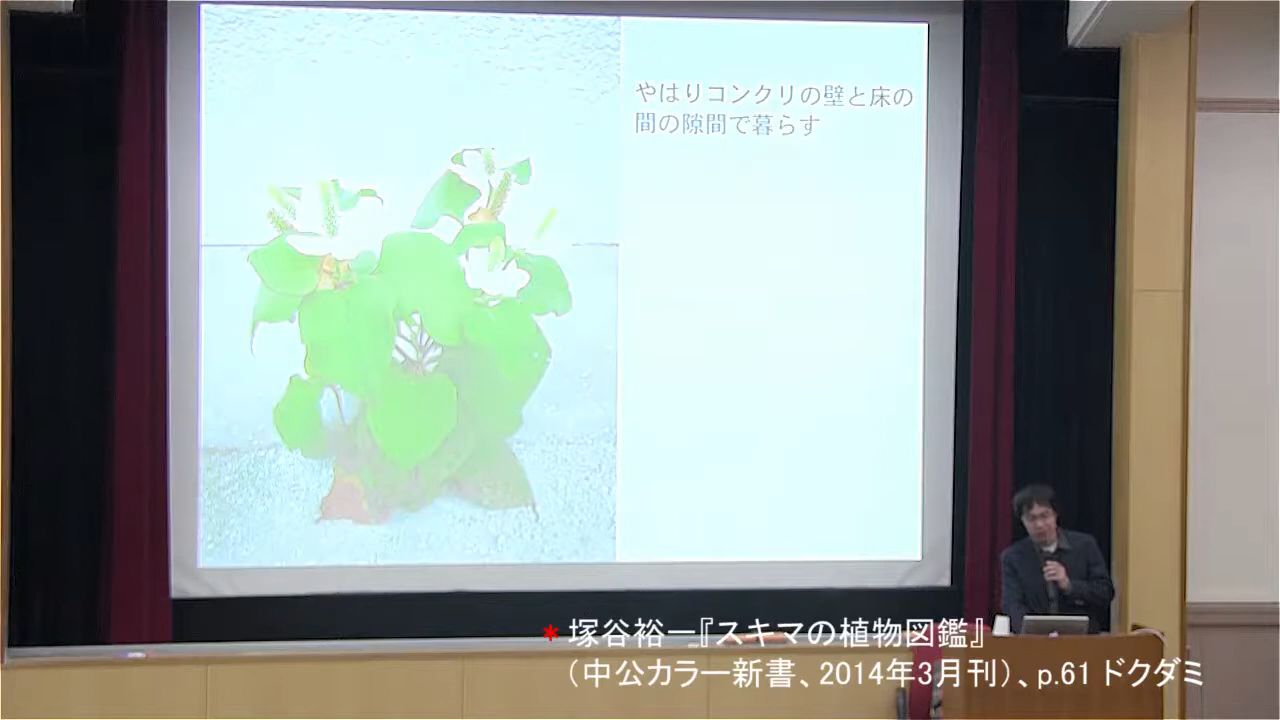 やはりコンクリの壁と床の
間の隙間で暮らす
*塚谷裕一『スキマの植物図鑑』
（中公カラー新書、2014年3月刊）、p.61 ドクダミ